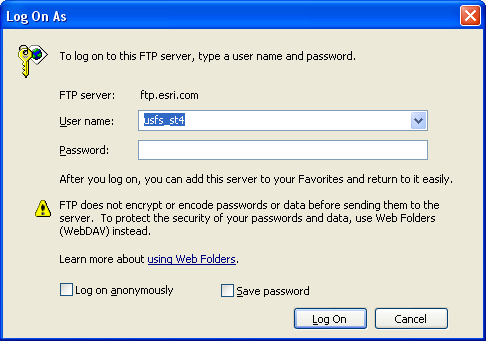 Log On As
To log on to this FTP server, type a user name and password.
FTP server: ftp.esri.com
User name: usfs_st4
Password:
After you log on, you can add this server to your Favorites and return to it easily.
FTP does not encrypt or encode passwords or data before sending them to the
server. To protect the security of your passwords and data, use Web Folders
(WebDAV) instead.
Learn more about using Web Folders.
Log on anonymously Save password
Log On Cancel